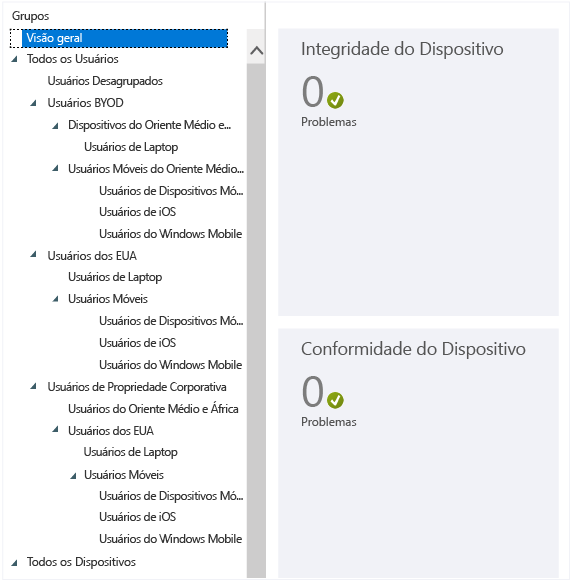 Grupos
Visão geral
Todos os Usuários
Usuários Desagrupados
Usuários BYOD
Dispositivos do Oriente Médio e...
Usuários de Laptop
Usuários Móveis do Oriente Médio...
Usuários de Dispositivos Mó...
Usuários de iOS
Usuários do Windows Mobile
Usuários dos EUA
Usuários de Laptop
Usuários Móveis
Usuários de Dispositivos Mó...
Usuários de iOS
Usuários do Windows Mobile
Usuários de Propriedade Corporativa
Usuários do Oriente Médio e África
Usuários dos EUA
Usuários de Laptop
Usuários Móveis
Usuários de Dispositivos Mó...
Usuários de iOS
Usuários do Windows Mobile
Todos os Dispositivos
Integridade do Dispositivo
0
Problemas
Conformidade do Dispositivo
0
Problemas